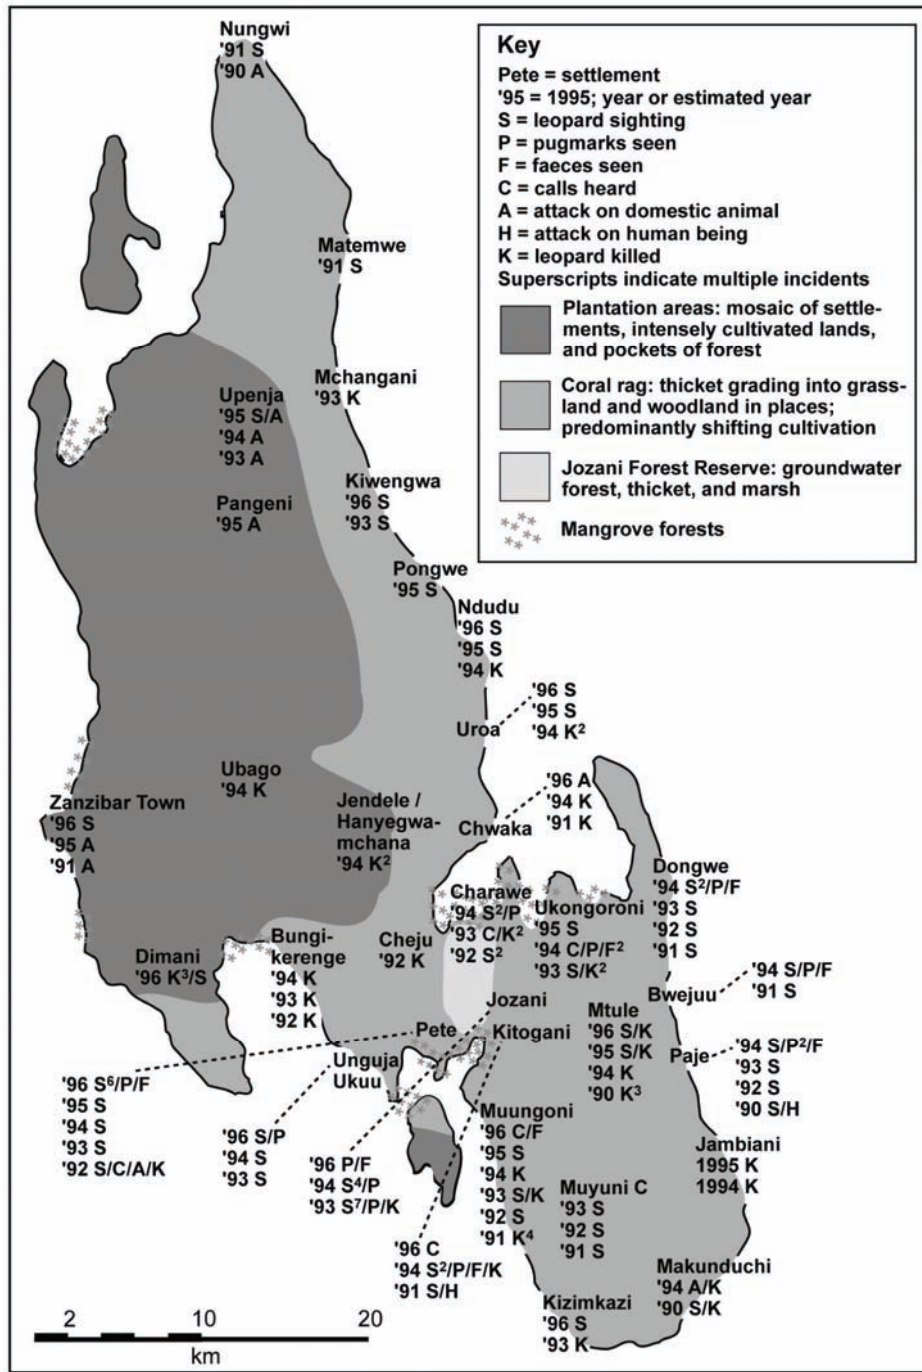 Nungwi
'91 S
'90 A
Key
Pete = settlement
'95 = 1995; year or estimated year
S = leopard sighting
P = pugmarks seen
F = faeces seen
C = calls heard
A = attack on domestic animal
H = attack on human being
K = leopard killed
Superscripts indicate multiple incidents
Plantation areas: mosaic of settle-
ments, intensely cultivated lands,
and pockets of forest
Coral rag: thicket grading into grass-
land and woodland in places;
predominantly shifting cultivation
Jozani Forest Reserve: groundwater
forest, thicket, and marsh
Mangrove forests
Matemwe
'91 S
Mchangani
'93 K
Upenja
'95 S/A
'94 A
'93 A
Pangeni
'95 A
Kiwengwa
'96 S
'93 S
Pongwe
'95 S
Ndudu
'96 S
'95 S
'94 K
Uroa
'96 S
'95 S
'94 K²
Ubago
'94 K
Zanzibar Town
'96 S
'95 A
'91 A
Jendele /
Hanyegwa-
mchana
'94 K²
Chwaka
'96 A
'94 K
'91 K
Charawe
'94 S²/P
'93 C/K²
'92 S²
Ukongoroni
'95 S
'94 C/P/F²
'93 S/K²
Dongwe
'94 S²/P/F
'93 S
'92 S
'91 S
Dimani
'96 K³/S
Bungi-
kerenge
'94 K
'93 K
'92 K
Cheju
'92 K
Bwejuu
'94 S/P/F
'91 S
Jozani
Pete
Kitogani
Mtule
'96 S/K
'95 S/K
'94 K
'90 K³
Paje
'94 S/P²/F
'93 S
'92 S
'90 S/H
Unguja
Ukuu
'96 S⁶/P/F
'95 S
'94 S
'93 S
'92 S/C/A/K
'96 S/P
'94 S
'93 S
'96 P/F
'94 S⁴/P
'93 S⁷/P/K
Muungoni
'96 C/F
'95 S
'94 K
'93 S/K
'92 S
'91 K⁴
Jambiani
1995 K
1994 K
Muyuni C
'93 S
'92 S
'91 S
'96 C
'94 S²/P/F/K
'91 S/H
Makunduchi
'94 A/K
'90 S/K
Kizimkazi
'96 S
'93 K
2 10 20
km